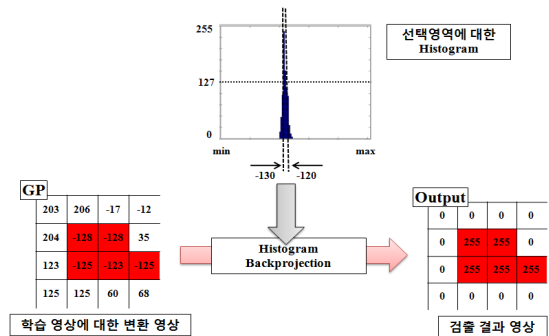 255
127
0
min
max
-130
-120
선택영역에 대한
Histogram
GP
203 206 -17 -12
204 -128 -128 35
123 -125 -123 -125
125 125 60 68
학습 영상에 대한 변환 영상
Histogram
Backprojection
Output
0 0 0 0
0 255 255 0
0 255 255 255
0 0 0 0
검출 결과 영상